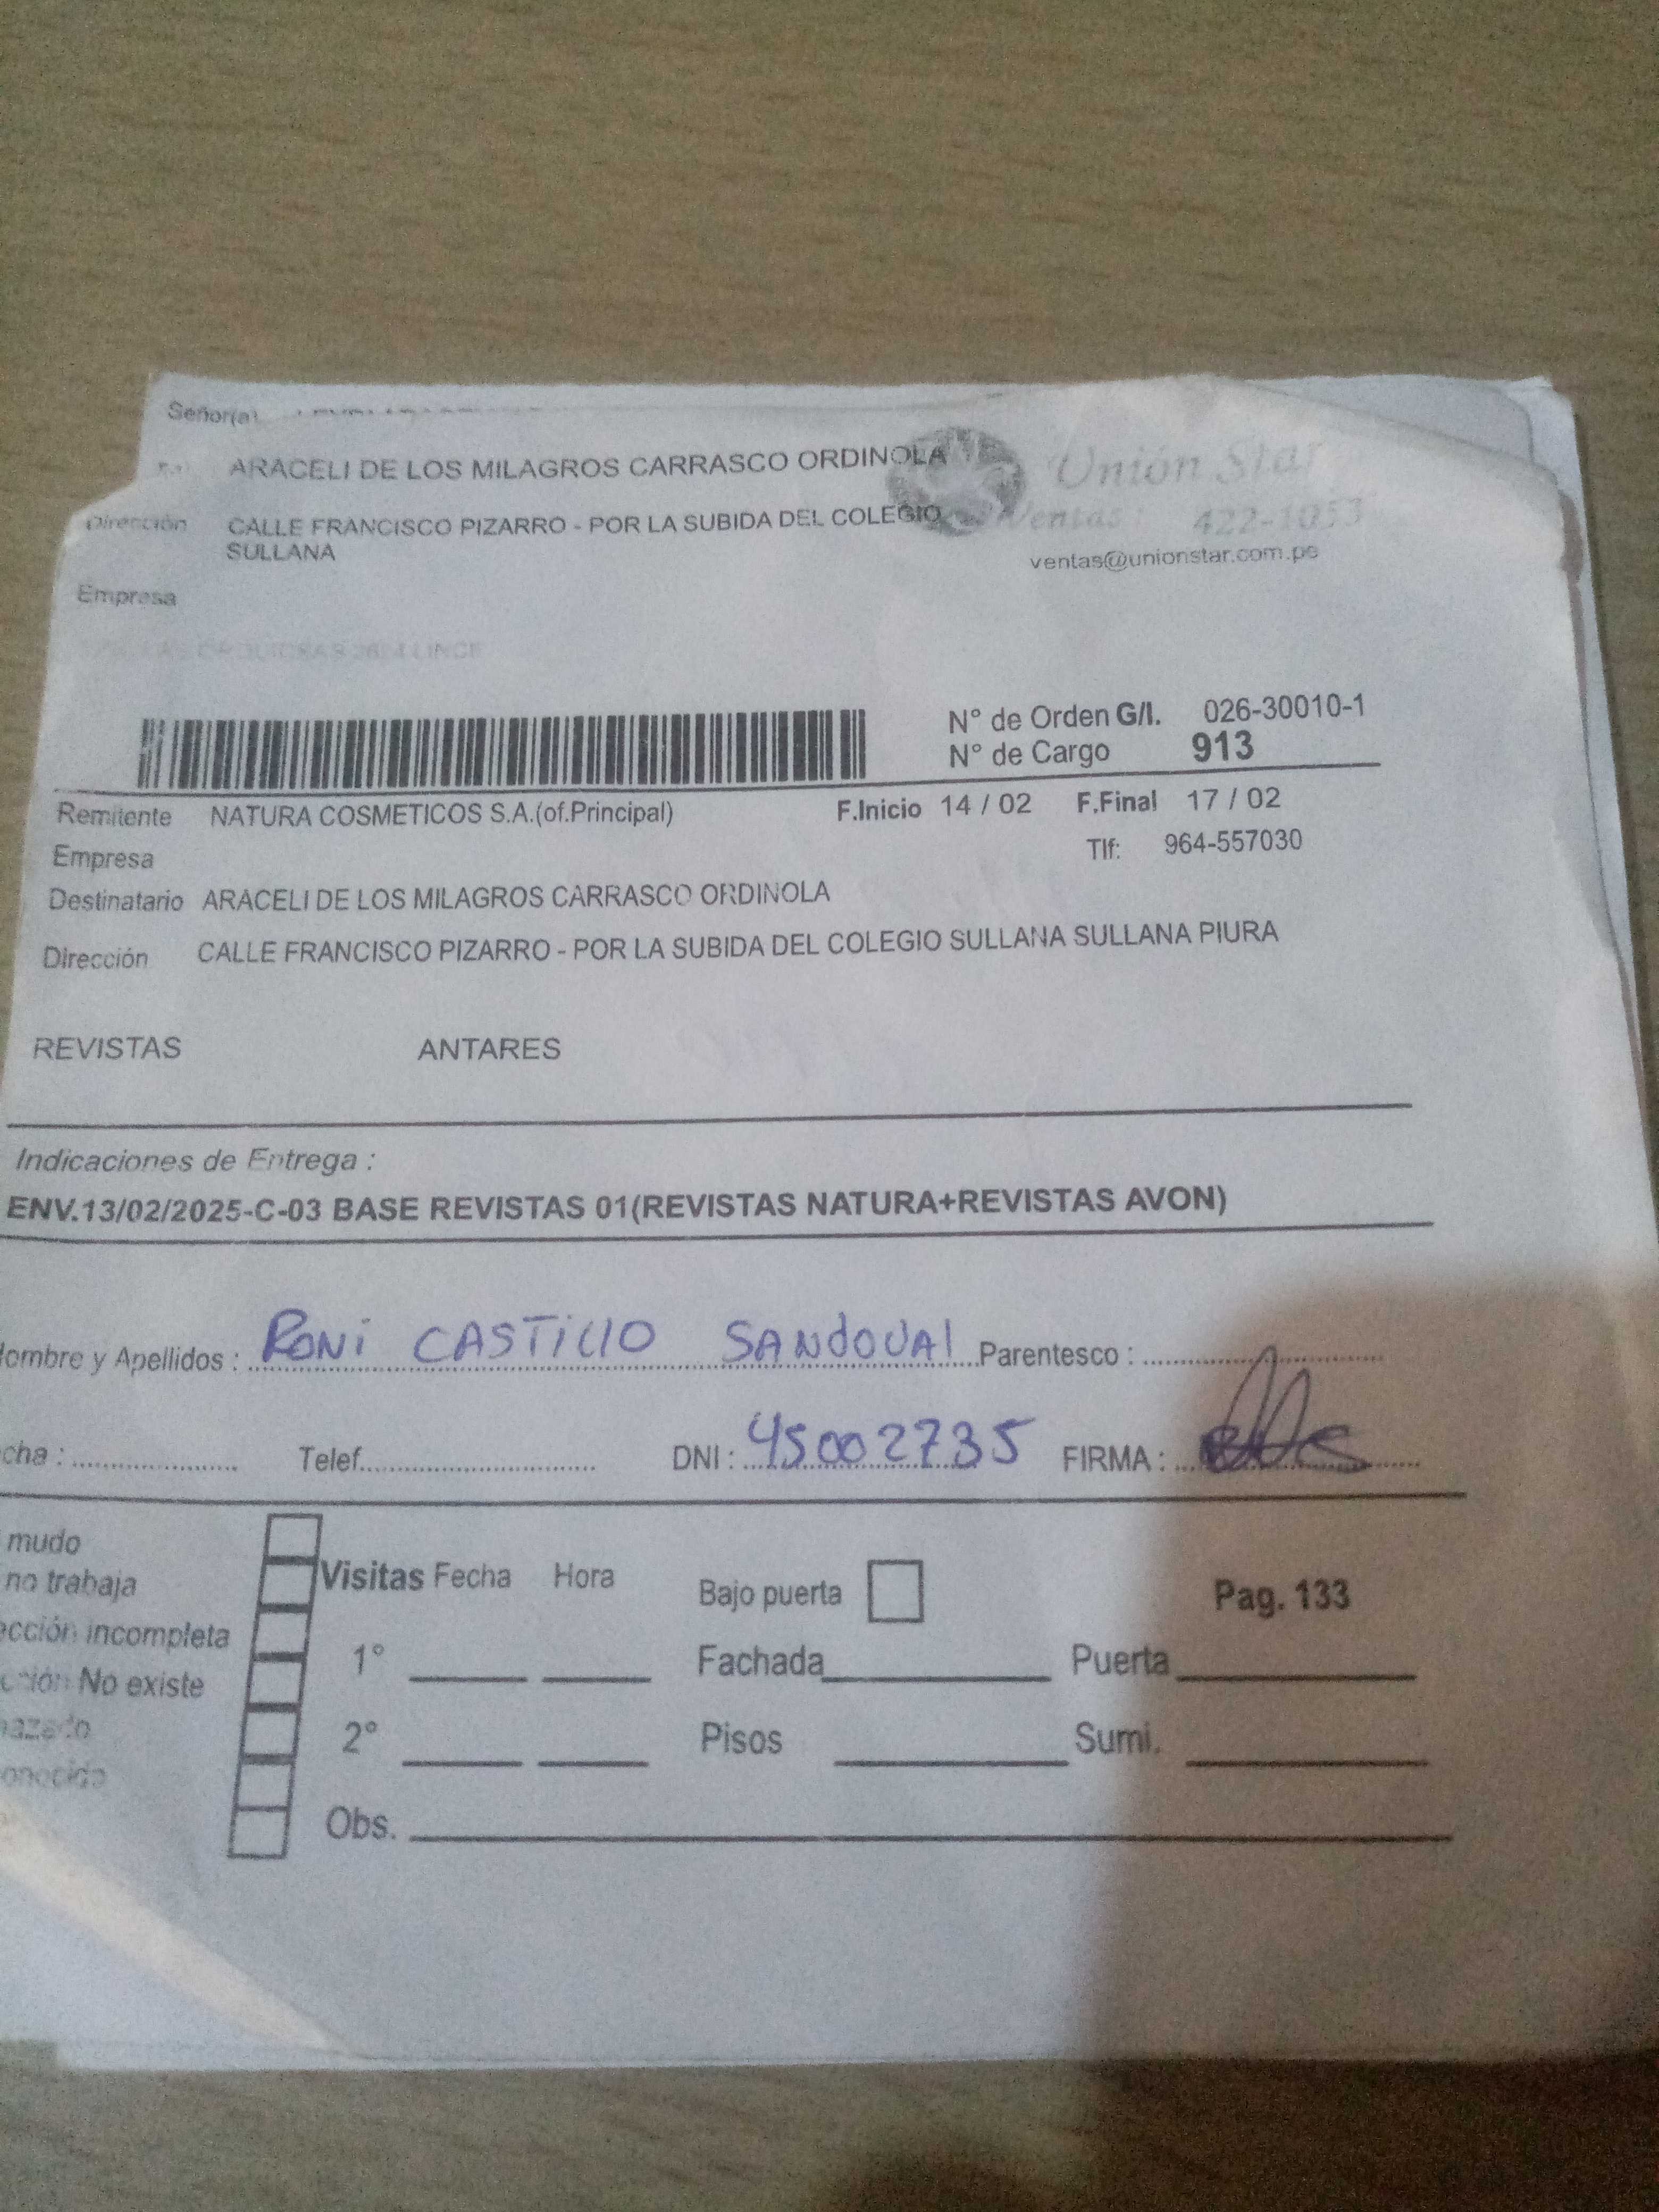 Señor(a)
ARACELI DE LOS MILAGROS CARRASCO ORDINOLA
Unión Star
Dirección CALLE FRANCISCO PIZARRO - POR LA SUBIDA DEL COLEGIO
Ventas 422-1053
SULLANA
ventas@unionstar.com.pe
Empresa
N° de Orden G/I. 026-30010-1
N° de Cargo 913
Remitente NATURA COSMETICOS S.A.(of.Principal) F.Inicio 14 / 02 F.Final 17 / 02
Empresa Tlf: 964-557030
Destinatario ARACELI DE LOS MILAGROS CARRASCO ORDINOLA
Dirección CALLE FRANCISCO PIZARRO - POR LA SUBIDA DEL COLEGIO SULLANA SULLANA PIURA
REVISTAS ANTARES
Indicaciones de Entrega :
ENV.13/02/2025-C-03 BASE REVISTAS 01(REVISTAS NATURA+REVISTAS AVON)
ombre y Apellidos : RONi CASTillO SANdOVAl Parentesco :
cha : Telef. DNI : 45002735 FIRMA :
mudo
no trabaja
Visitas Fecha Hora Bajo puerta Pag. 133
ección incompleta
1° Fachada Puerta
ción No existe
2° Pisos Sumi.
hazado
onocido
Obs.